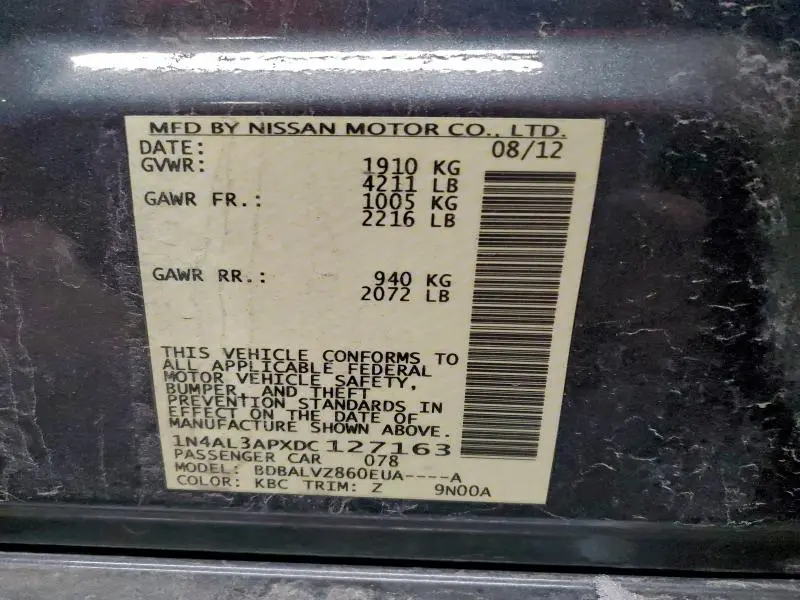 MFD BY NISSAN MOTOR CO., LTD.
DATE: 08/12
GVWR: 1910 KG
4211 LB
GAWR FR.: 1005 KG
2216 LB
GAWR RR.: 940 KG
2072 LB
THIS VEHICLE CONFORMS TO
ALL APPLICABLE FEDERAL
MOTOR VEHICLE SAFETY,
BUMPER, AND THEFT
PREVENTION STANDARDS IN
EFFECT ON THE DATE OF
MANUFACTURE SHOWN ABOVE.
1N4AL3APXDC127163
PASSENGER CAR 078
MODEL: BDBALVZ860EUA----A
COLOR: KBC TRIM: Z 9N00A